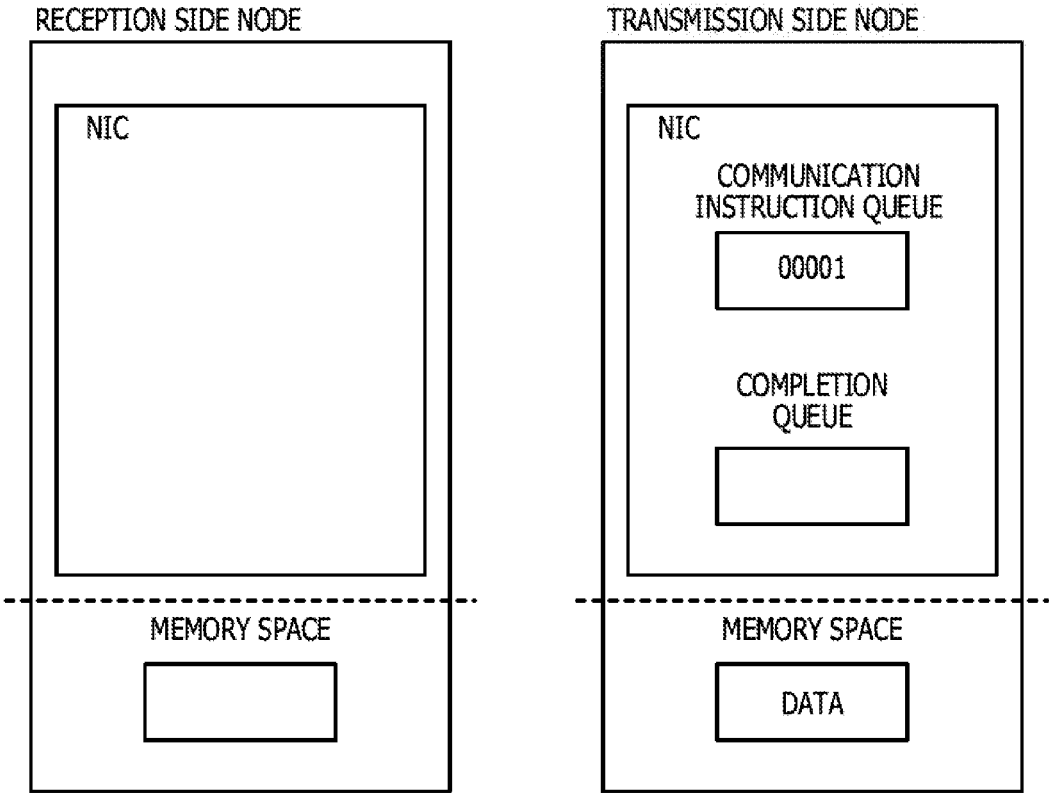 RECEPTION SIDE NODE
NIC
MEMORY SPACE
TRANSMISSION SIDE NODE
NIC
COMMUNICATION
INSTRUCTION QUEUE
00001
COMPLETION
QUEUE
MEMORY SPACE
DATA